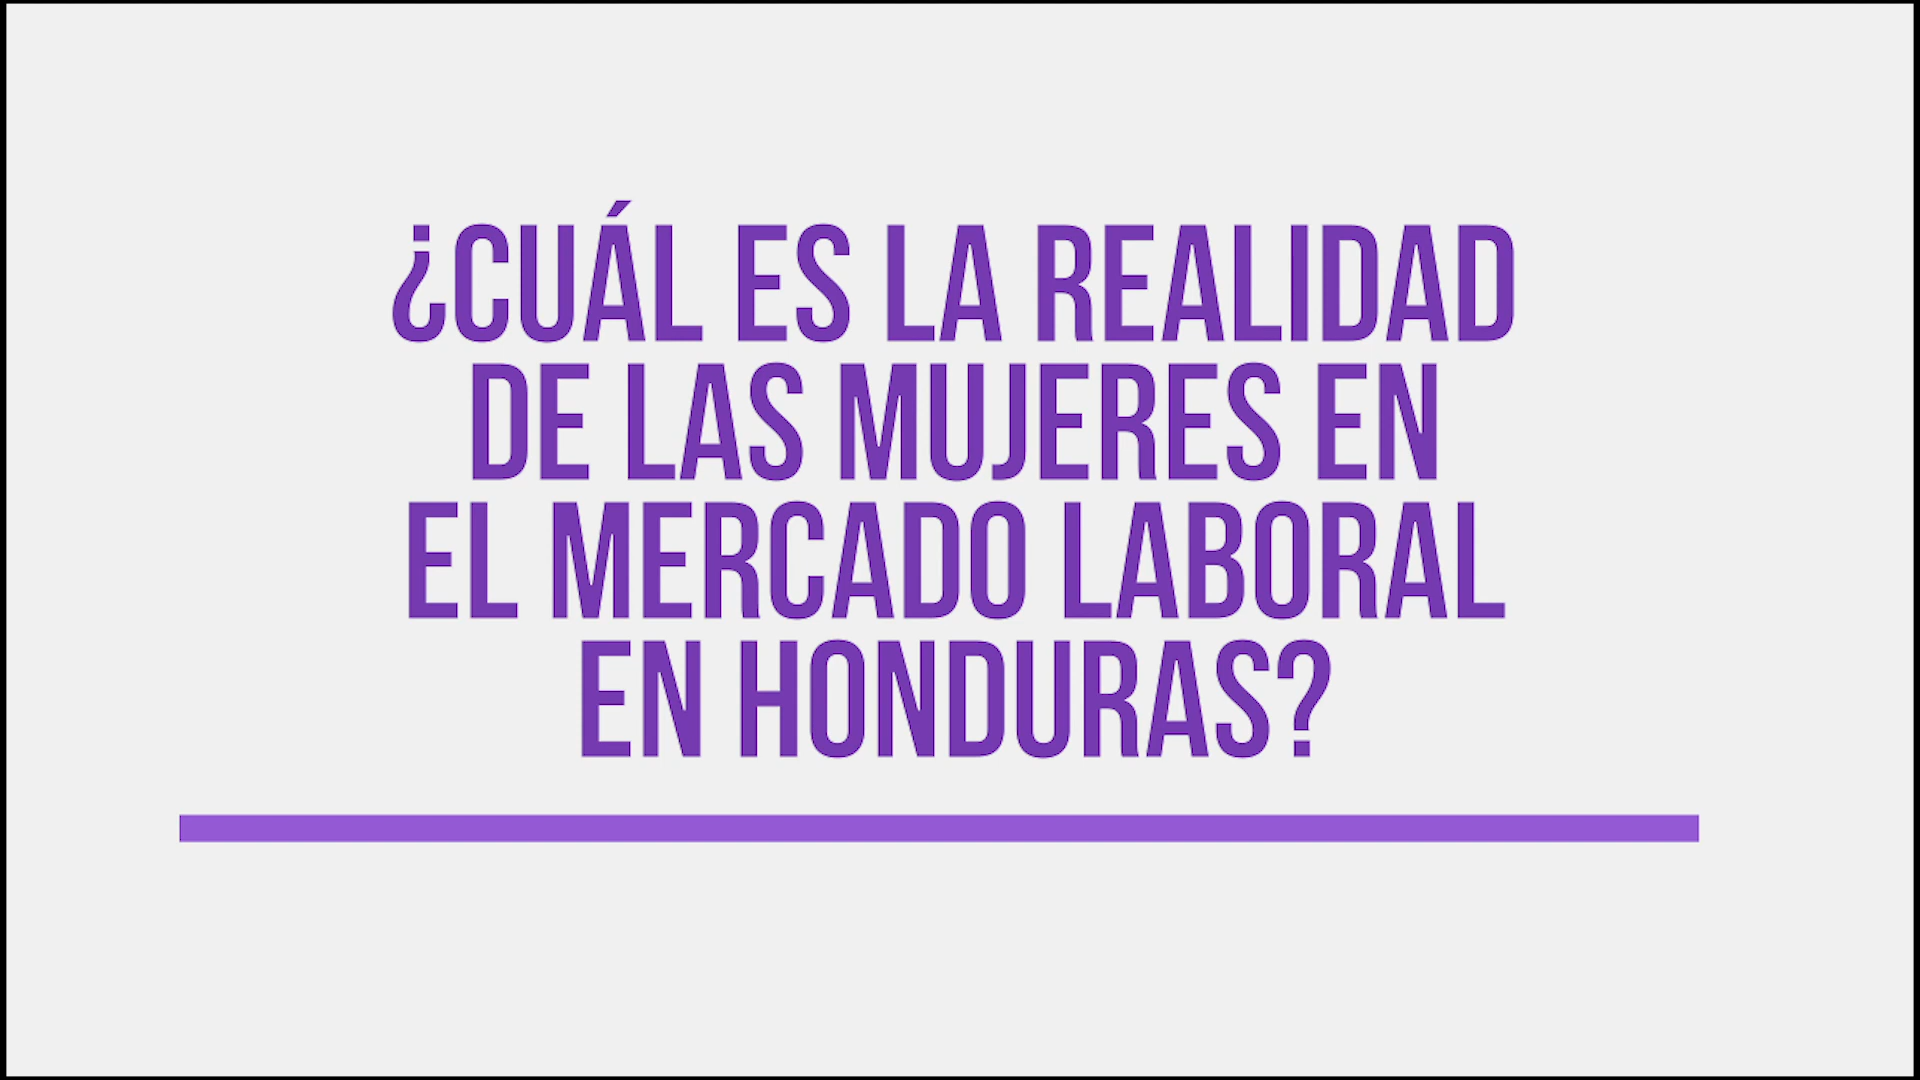 ¿CUÁL ES LA REALIDAD
DE LAS MUJERES EN
EL MERCADO LABORAL
EN HONDURAS?